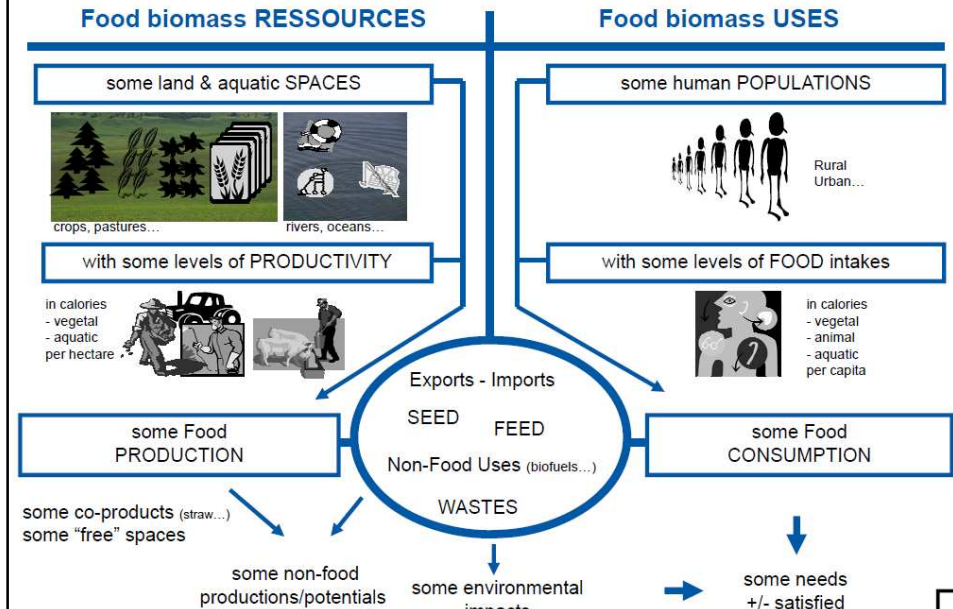 Food biomass RESSOURCES
Food biomass USES
some land & aquatic SPACES
crops, pastures…
rivers, oceans…
with some levels of PRODUCTIVITY
in calories
- vegetal
- aquatic
per hectare
some human POPULATIONS
Rural
Urban…
with some levels of FOOD intakes
in calories
- vegetal
- animal
- aquatic
per capita
some Food
PRODUCTION
Exports - Imports
SEED
FEED
Non-Food Uses (biofuels…)
WASTES
some Food
CONSUMPTION
some co-products (straw…)
some “free” spaces
some non-food
productions/potentials
some environmental
impacts
some needs
+/- satisfied